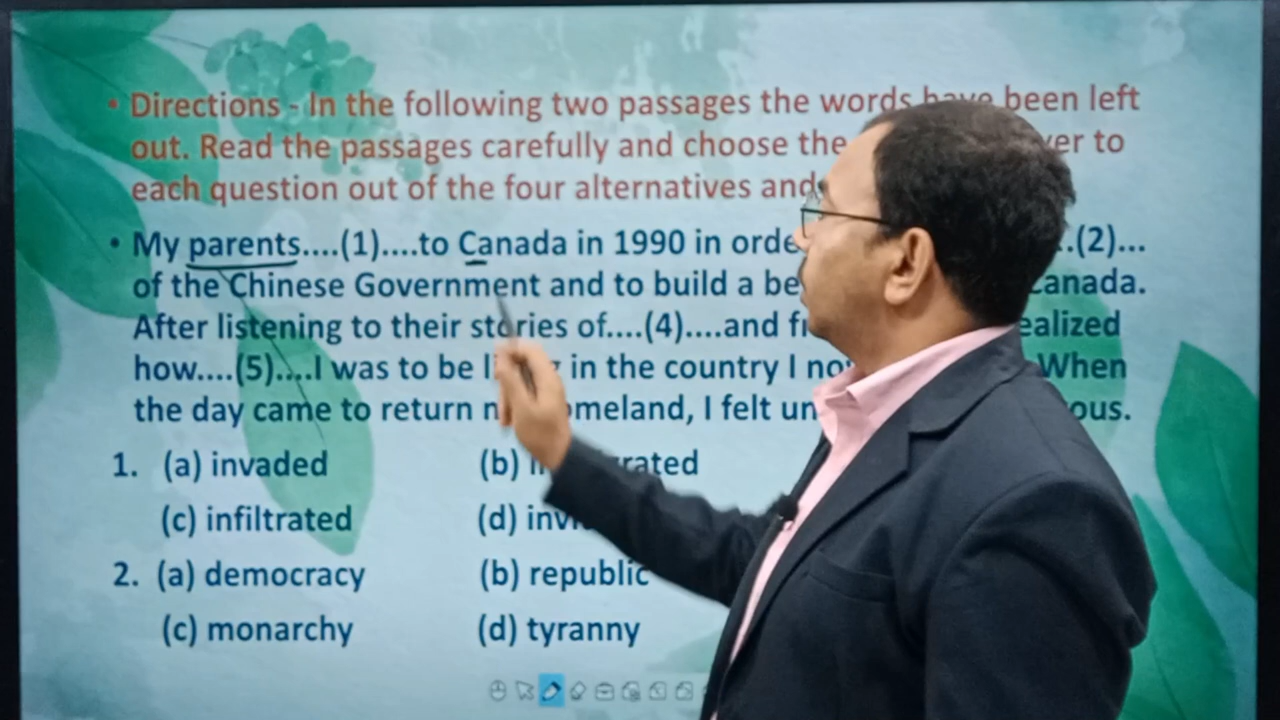 • Directions - In the following two passages the words have been left
out. Read the passages carefully and choose the to
each question out of the four alternatives and
• My parents....(1)....to Canada in 1990 in ...(2)...
of the Chinese Government and to build a Canada.
After listening to their stories of....(4)....and
how....(5)....I was to be in the country I When
the day came to return I felt
1. (a) invaded (b)
(c) infiltrated (d)
2. (a) democracy (b) republic
(c) monarchy (d) tyranny